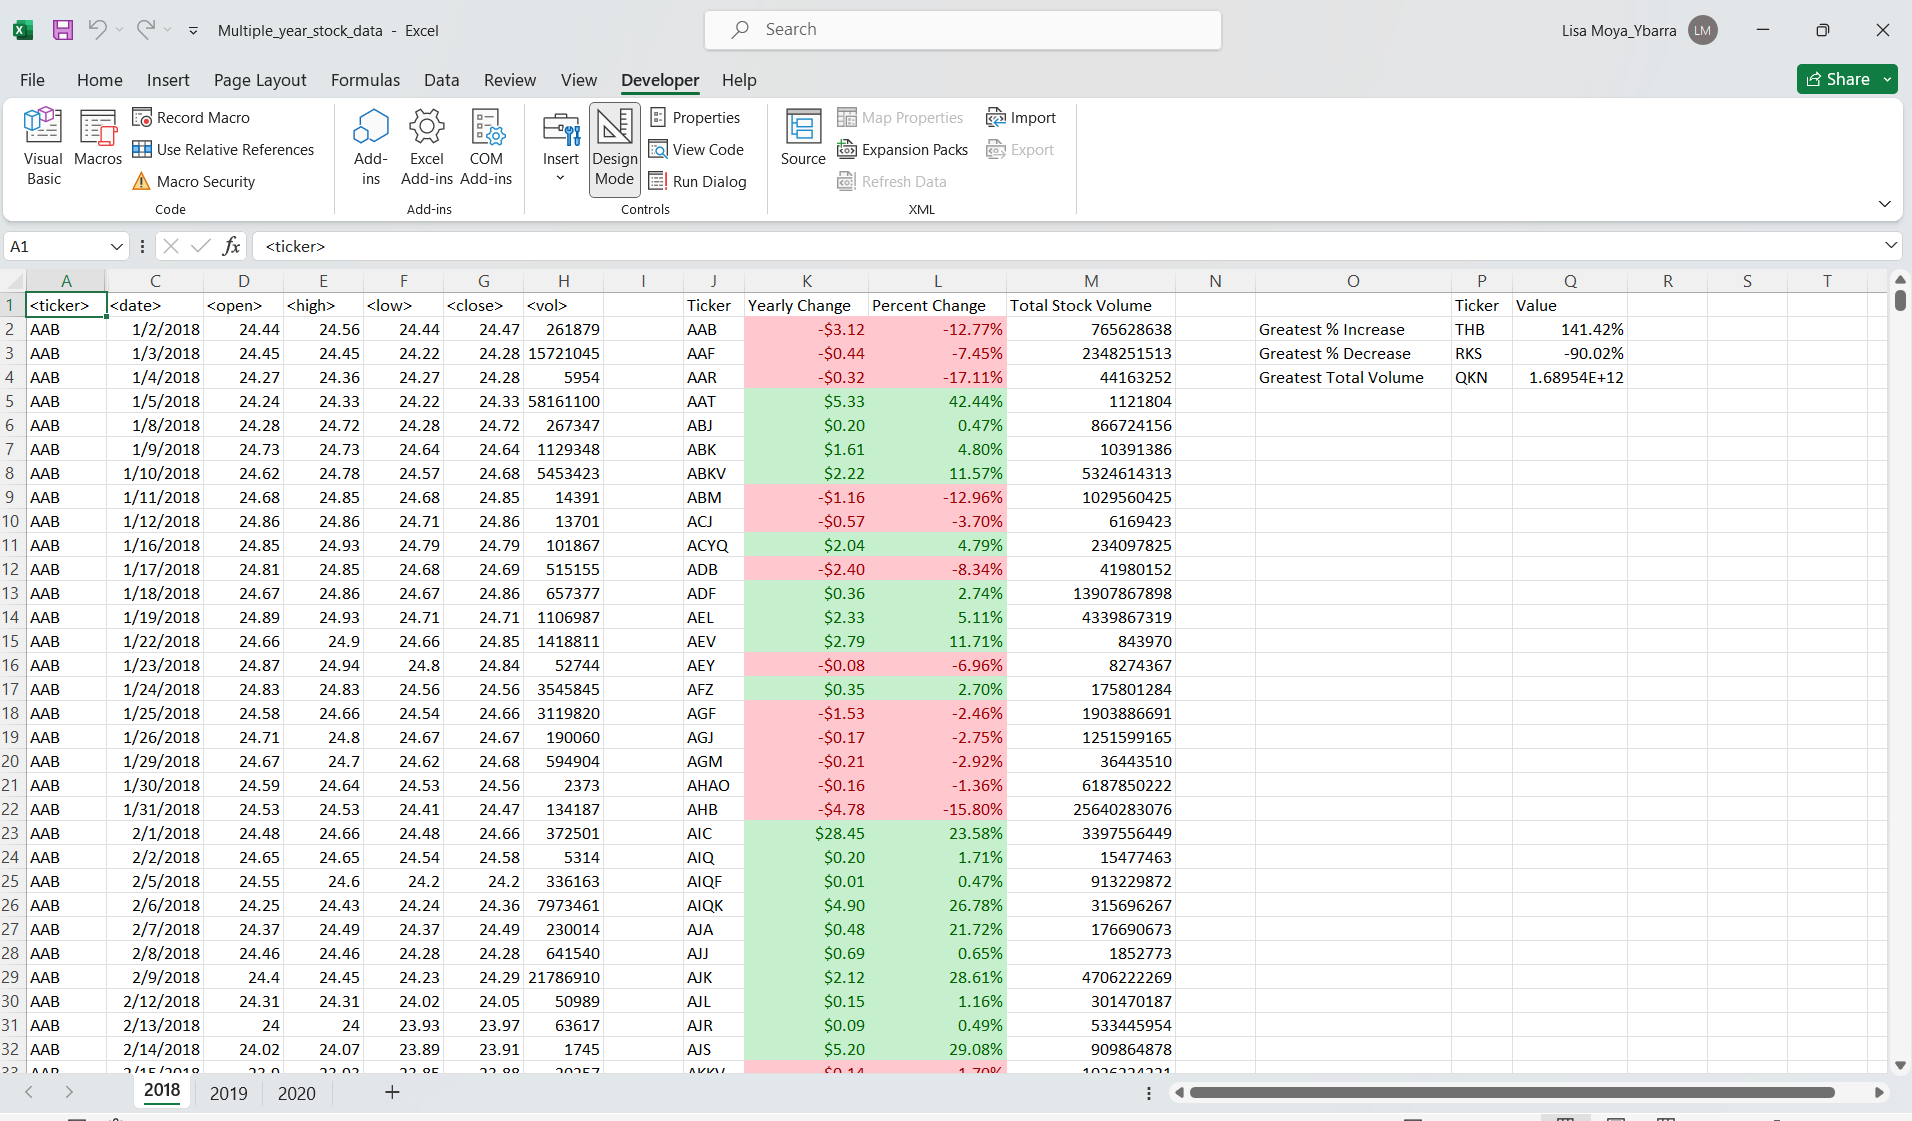 Multiple_year_stock_data - Excel
Search
Lisa Moya_Ybarra LM
File Home Insert Page Layout Formulas Data Review View Developer Help
Share
Visual Basic
Macros
Record Macro
Use Relative References
Macro Security
Code
Add-ins
Excel Add-ins
COM Add-ins
Add-ins
Insert
Design Mode
Properties
View Code
Run Dialog
Controls
Source
Map Properties
Expansion Packs
Refresh Data
Import
Export
XML
A1 fx <ticker>
A C D E F G H I J K L M N O P Q R S T
1 <ticker> <date> <open> <high> <low> <close> <vol> Ticker Yearly Change Percent Change Total Stock Volume Ticker Value
2 AAB 1/2/2018 24.44 24.56 24.44 24.47 261879 AAB -$3.12 -12.77% 765628638 Greatest % Increase THB 141.42%
3 AAB 1/3/2018 24.45 24.45 24.22 24.28 15721045 AAF -$0.44 -7.45% 2348251513 Greatest % Decrease RKS -90.02%
4 AAB 1/4/2018 24.27 24.36 24.27 24.28 5954 AAR -$0.32 -17.11% 44163252 Greatest Total Volume QKN 1.68954E+12
5 AAB 1/5/2018 24.24 24.33 24.22 24.33 58161100 AAT $5.33 42.44% 1121804
6 AAB 1/8/2018 24.28 24.72 24.28 24.72 267347 ABJ $0.20 0.47% 866724156
7 AAB 1/9/2018 24.73 24.73 24.64 24.64 1129348 ABK $1.61 4.80% 10391386
8 AAB 1/10/2018 24.62 24.78 24.57 24.68 5453423 ABKV $2.22 11.57% 5324614313
9 AAB 1/11/2018 24.68 24.85 24.68 24.85 14391 ABM -$1.16 -12.96% 1029560425
10 AAB 1/12/2018 24.86 24.86 24.71 24.86 13701 ACJ -$0.57 -3.70% 6169423
11 AAB 1/16/2018 24.85 24.93 24.79 24.79 101867 ACYQ $2.04 4.79% 234097825
12 AAB 1/17/2018 24.81 24.85 24.68 24.69 515155 ADB -$2.40 -8.34% 41980152
13 AAB 1/18/2018 24.67 24.86 24.67 24.86 657377 ADF $0.36 2.74% 13907867898
14 AAB 1/19/2018 24.89 24.93 24.71 24.71 1106987 AEL $2.33 5.11% 4339867319
15 AAB 1/22/2018 24.66 24.9 24.66 24.85 1418811 AEV $2.79 11.71% 843970
16 AAB 1/23/2018 24.87 24.94 24.8 24.84 52744 AEY -$0.08 -6.96% 8274367
17 AAB 1/24/2018 24.83 24.83 24.56 24.56 3545845 AFZ $0.35 2.70% 175801284
18 AAB 1/25/2018 24.58 24.66 24.54 24.66 3119820 AGF -$1.53 -2.46% 1903886691
19 AAB 1/26/2018 24.71 24.8 24.67 24.67 190060 AGJ -$0.17 -2.75% 1251599165
20 AAB 1/29/2018 24.67 24.7 24.62 24.68 594904 AGM -$0.21 -2.92% 36443510
21 AAB 1/30/2018 24.59 24.64 24.53 24.56 2373 AHAO -$0.16 -1.36% 6187850222
22 AAB 1/31/2018 24.53 24.53 24.41 24.47 134187 AHB -$4.78 -15.80% 25640283076
23 AAB 2/1/2018 24.48 24.66 24.48 24.66 372501 AIC $28.45 23.58% 3397556449
24 AAB 2/2/2018 24.65 24.65 24.54 24.58 5314 AIQ $0.20 1.71% 15477463
25 AAB 2/5/2018 24.55 24.6 24.2 24.2 336163 AIQF $0.01 0.47% 913229872
26 AAB 2/6/2018 24.25 24.43 24.24 24.36 7973461 AIQK $4.90 26.78% 315696267
27 AAB 2/7/2018 24.37 24.49 24.37 24.49 230014 AJA $0.48 21.72% 176690673
28 AAB 2/8/2018 24.46 24.46 24.28 24.28 641540 AJJ $0.69 0.65% 1852773
29 AAB 2/9/2018 24.4 24.45 24.23 24.29 21786910 AJK $2.12 28.61% 4706222269
30 AAB 2/12/2018 24.31 24.31 24.02 24.05 50989 AJL $0.15 1.16% 301470187
31 AAB 2/13/2018 24 24 23.93 23.97 63617 AJR $0.09 0.49% 533445954
32 AAB 2/14/2018 24.02 24.07 23.89 23.91 1745 AJS $5.20 29.08% 909864878
2018 2019 2020